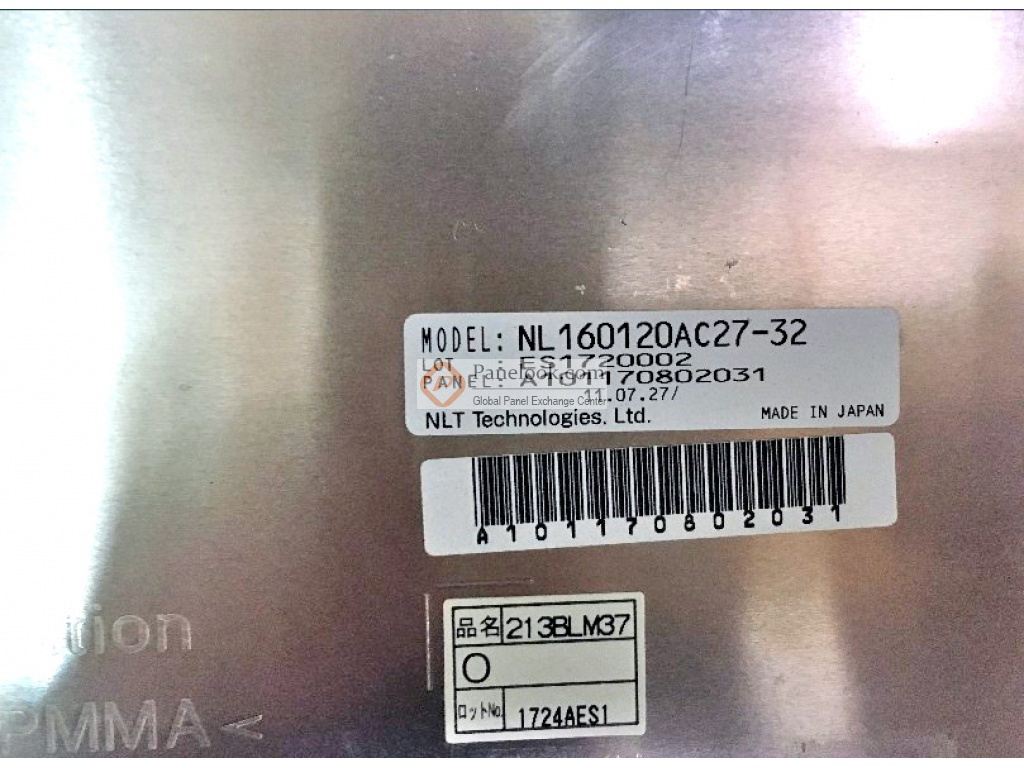 MODEL: NL160120AC27-32
LOT : ES1720002
PANEL: A1011170802031
Panelook.com
Global Panel Exchange Center
11.07.27/
NLT Technologies, Ltd. MADE IN JAPAN
A101170802031
品名 213BLM37
O
ロットNo. 1724AES1
tion
PMMA<